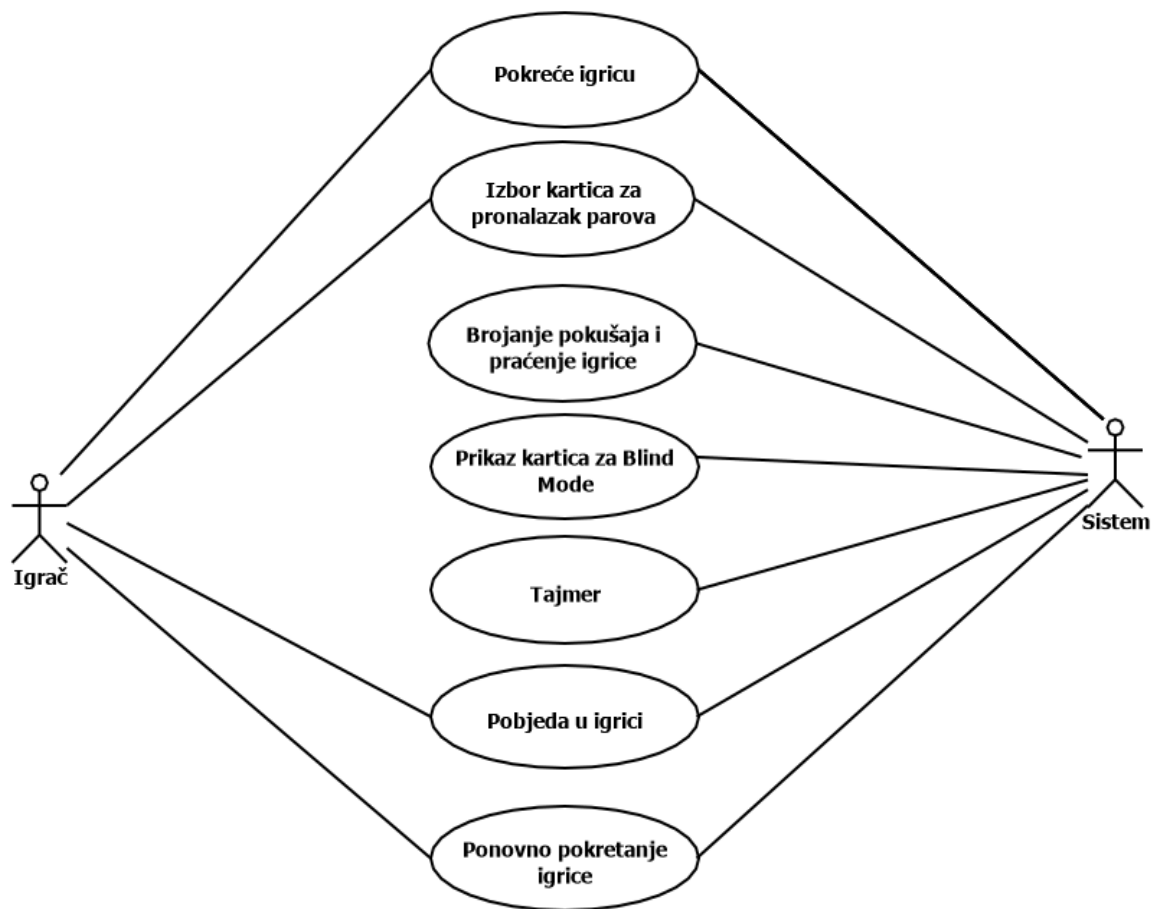 Pokreće igricu
Izbor kartica za
pronalazak parova
Brojanje pokušaja i
praćenje igrice
Prikaz kartica za Blind
Mode
Sistem
Igrač
Tajmer
Pobjeda u igrici
Ponovno pokretanje
igrice